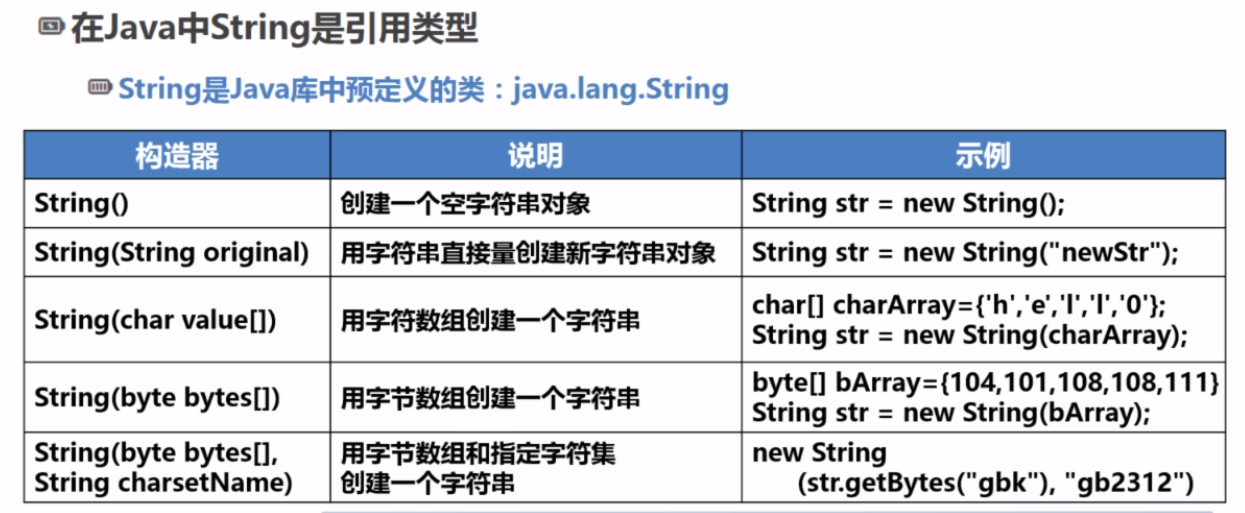 在Java中String是引用类型
String是Java库中预定义的类：java.lang.String
构造器 说明 示例
String() 创建一个空字符串对象 String str = new String();
String(String original) 用字符串直接量创建新字符串对象 String str = new String("newStr");
String(char value[]) 用字符数组创建一个字符串 char[] charArray={'h','e','l','l','0'};
String str = new String(charArray);
String(byte bytes[]) 用字节数组创建一个字符串 byte[] bArray={104,101,108,108,111}
String str = new String(bArray);
String(byte bytes[], 用字节数组和指定字符集 new String
String charsetName) 创建一个字符串 (str.getBytes("gbk"), "gb2312")